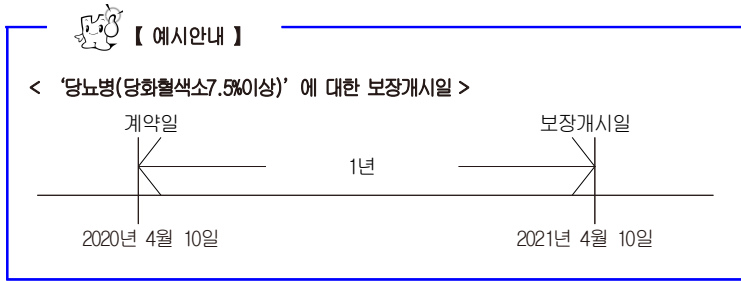 【 예시안내 】
< ‘당뇨병(당화혈색소7.5%이상)’에 대한 보장개시일 >
계약일 보장개시일
1년
2020년 4월 10일 2021년 4월 10일